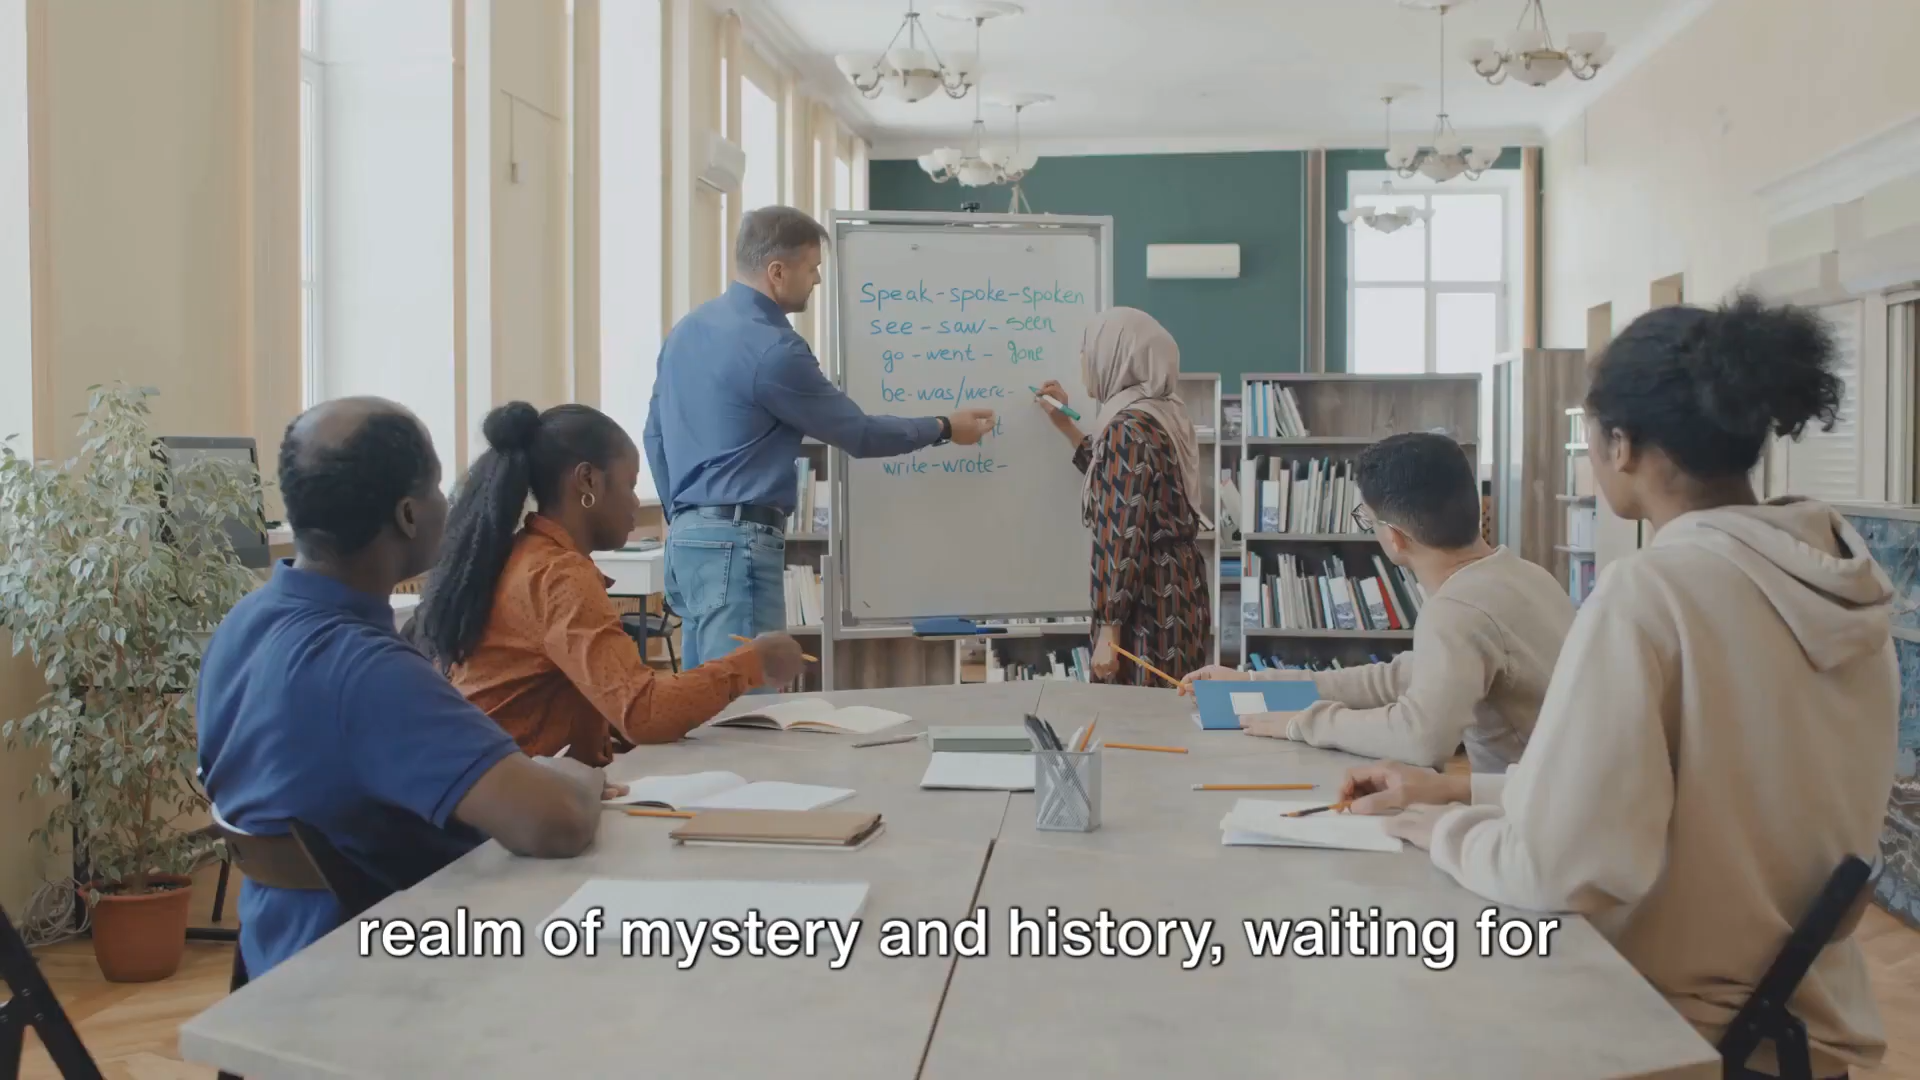 Speak-spoke-spoken
see-saw-seen
go-went-gone
be-was/were-
write-wrote-
realm of mystery and history, waiting for